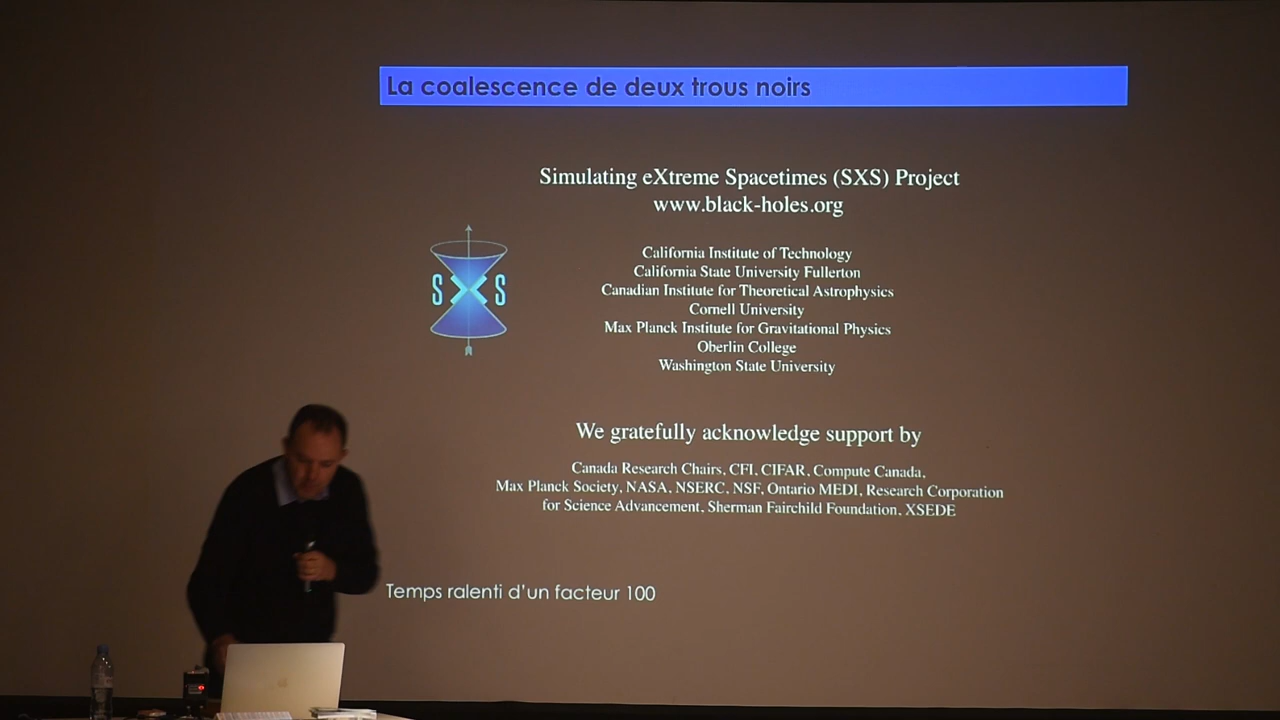 La coalescence de deux trous noirs
Simulating eXtreme Spacetimes (SXS) Project
www.black-holes.org
SXS
California Institute of Technology
California State University Fullerton
Canadian Institute for Theoretical Astrophysics
Cornell University
Max Planck Institute for Gravitational Physics
Oberlin College
Washington State University
We gratefully acknowledge support by
Canada Research Chairs, CFI, CIFAR, Compute Canada,
Max Planck Society, NASA, NSERC, NSF, Ontario MEDI, Research Corporation
for Science Advancement, Sherman Fairchild Foundation, XSEDE
Temps ralenti d'un facteur 100